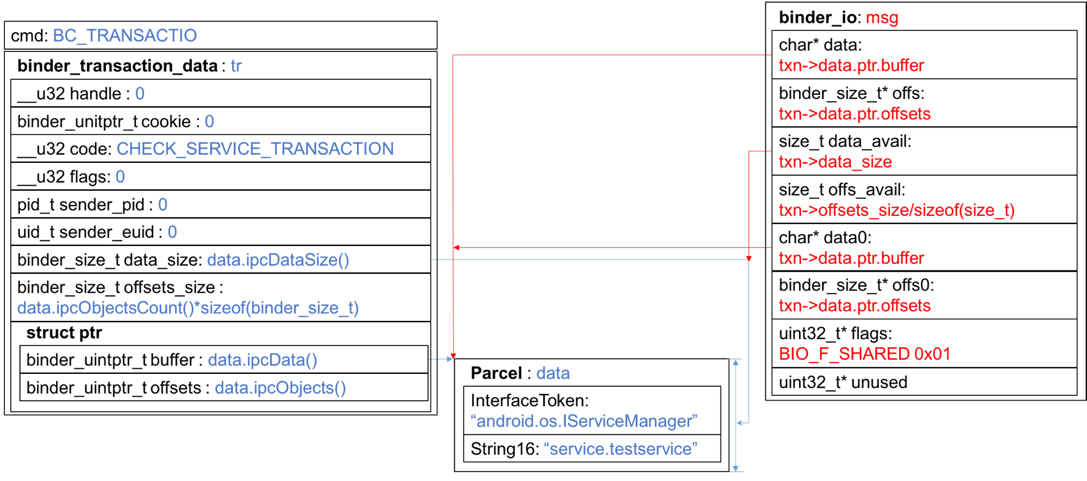 cmd: BC_TRANSACTIO
binder_transaction_data : tr
__u32 handle : 0
binder_unitptr_t cookie : 0
__u32 code: CHECK_SERVICE_TRANSACTION
__u32 flags: 0
pid_t sender_pid : 0
uid_t sender_euid : 0
binder_size_t data_size: data.ipcDataSize()
binder_size_t offsets_size :
data.ipcObjectsCount()*sizeof(binder_size_t)
struct ptr
binder_uintptr_t buffer : data.ipcData()
binder_uintptr_t offsets : data.ipcObjects()
Parcel : data
InterfaceToken:
“android.os.IServiceManager”
String16: “service.testservice”
binder_io: msg
char* data:
txn->data.ptr.buffer
binder_size_t* offs:
txn->data.ptr.offsets
size_t data_avail:
txn->data_size
size_t offs_avail:
txn->offsets_size/sizeof(size_t)
char* data0:
txn->data.ptr.buffer
binder_size_t* offs0:
txn->data.ptr.offsets
uint32_t* flags:
BIO_F_SHARED 0x01
uint32_t* unused